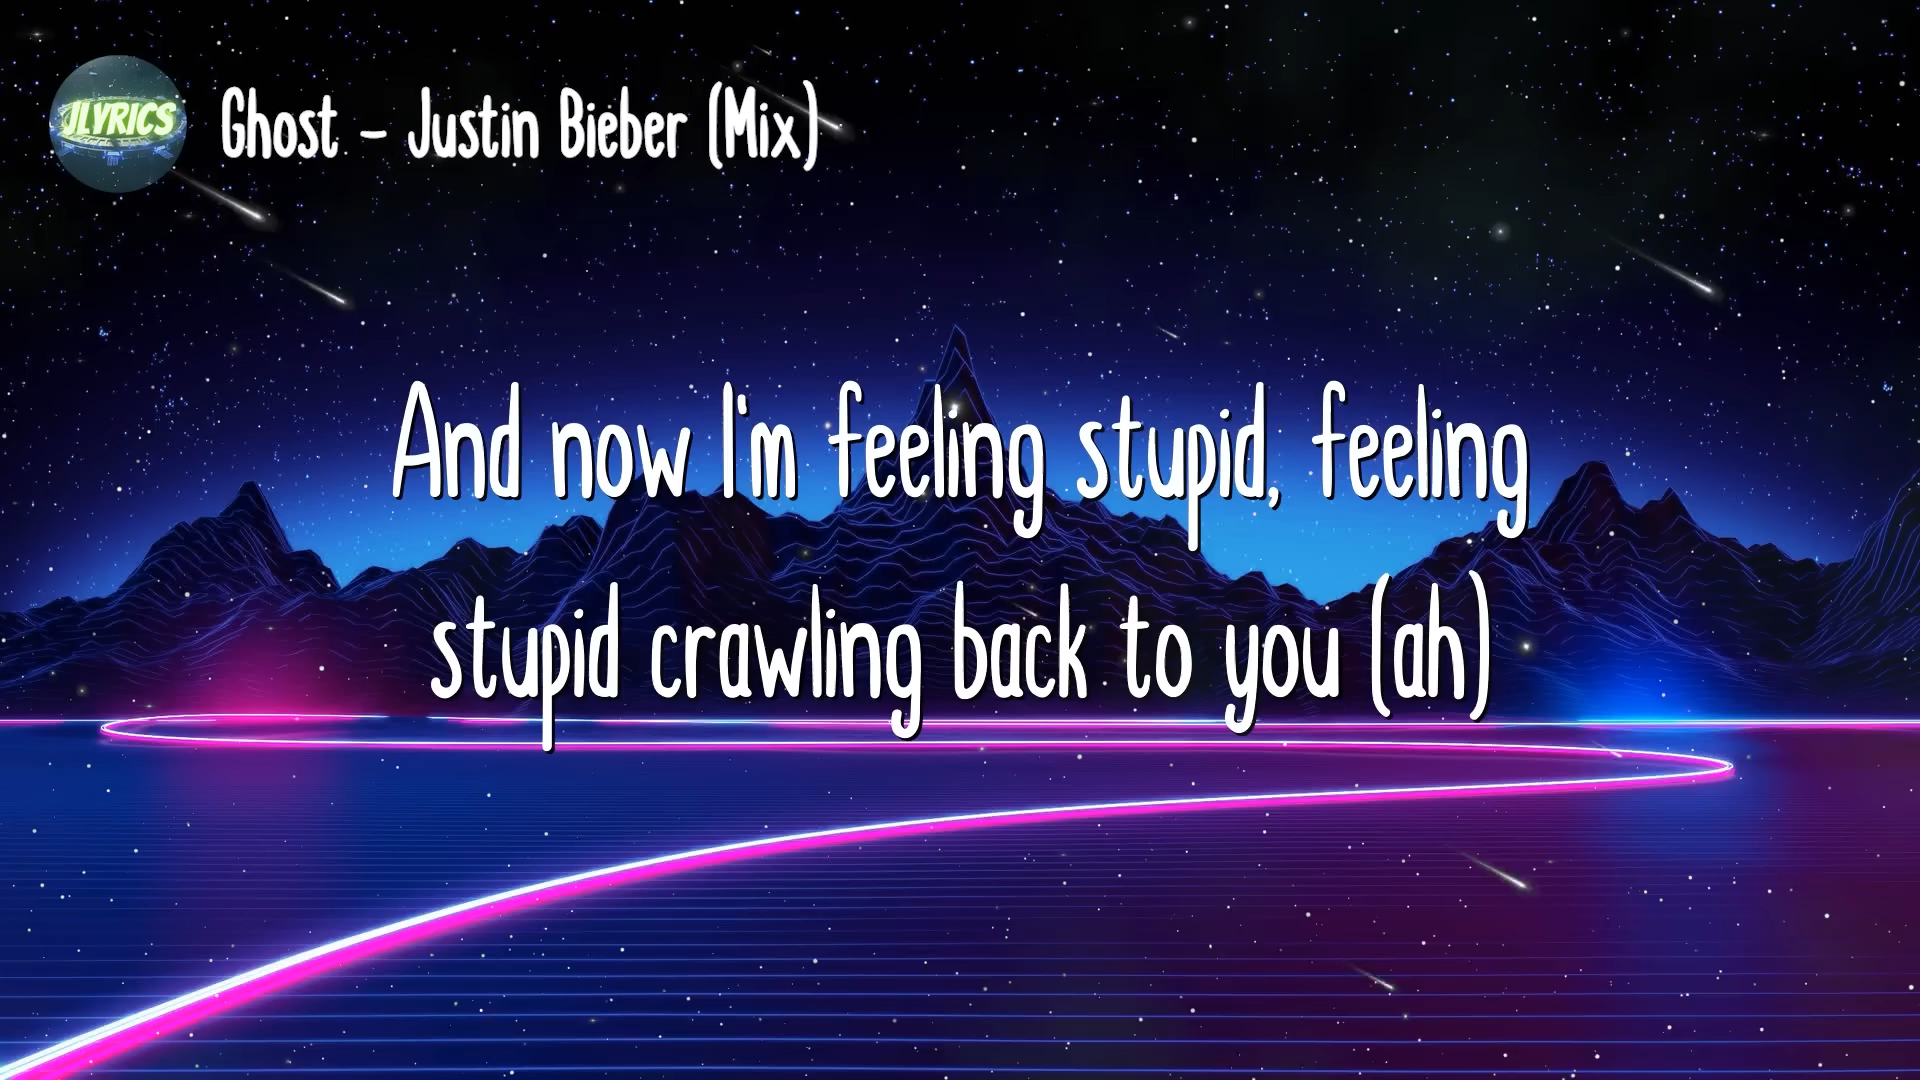 JLYRICS
Ghost - Justin Bieber (Mix)
And now I'm feeling stupid, feeling
stupid crawling back to you (ah)